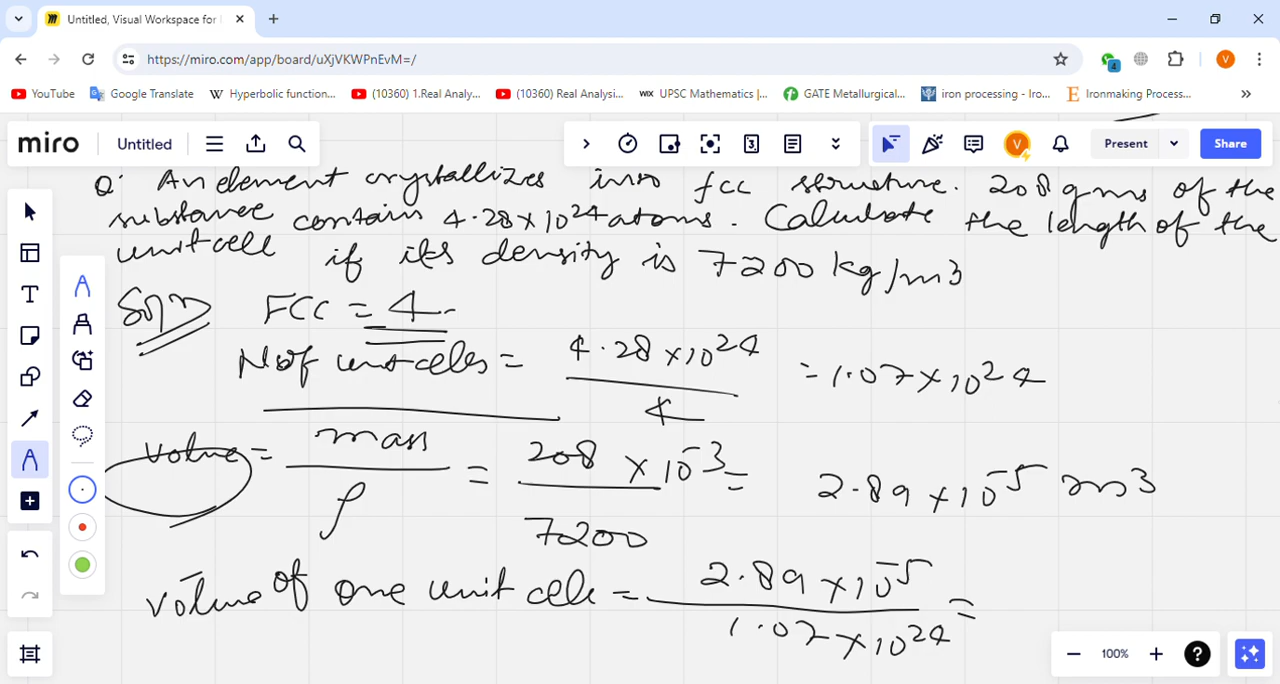 Untitled, Visual Workspace for
https://miro.com/app/board/uXjVKWPnEvM=/
4
V
YouTube
Google Translate
Hyperbolic function...
(10360) 1.Real Analy...
(10360) Real Analysi...
WIX UPSC Mathematics |...
GATE Metallurgical...
iron processing - Iro...
Ironmaking Process...
miro Untitled
3
V
Present
Share
Q. An element crystallizes into fcc structure. 208 gms of the
substance contain 4.28×10^24 atoms. Calculate the length of the
unit cell if its density is 7200 kg/m3
Soln FCC = 4
N of unit cells = 4.28×10^24 / 4 = 1.07×10^24
volume = mass / ρ = 208 × 10^-3 / 7200 = 2.89×10^-5 m3
volume of one unit cell = 2.89×10^-5 / 1.07×10^24 =
100%